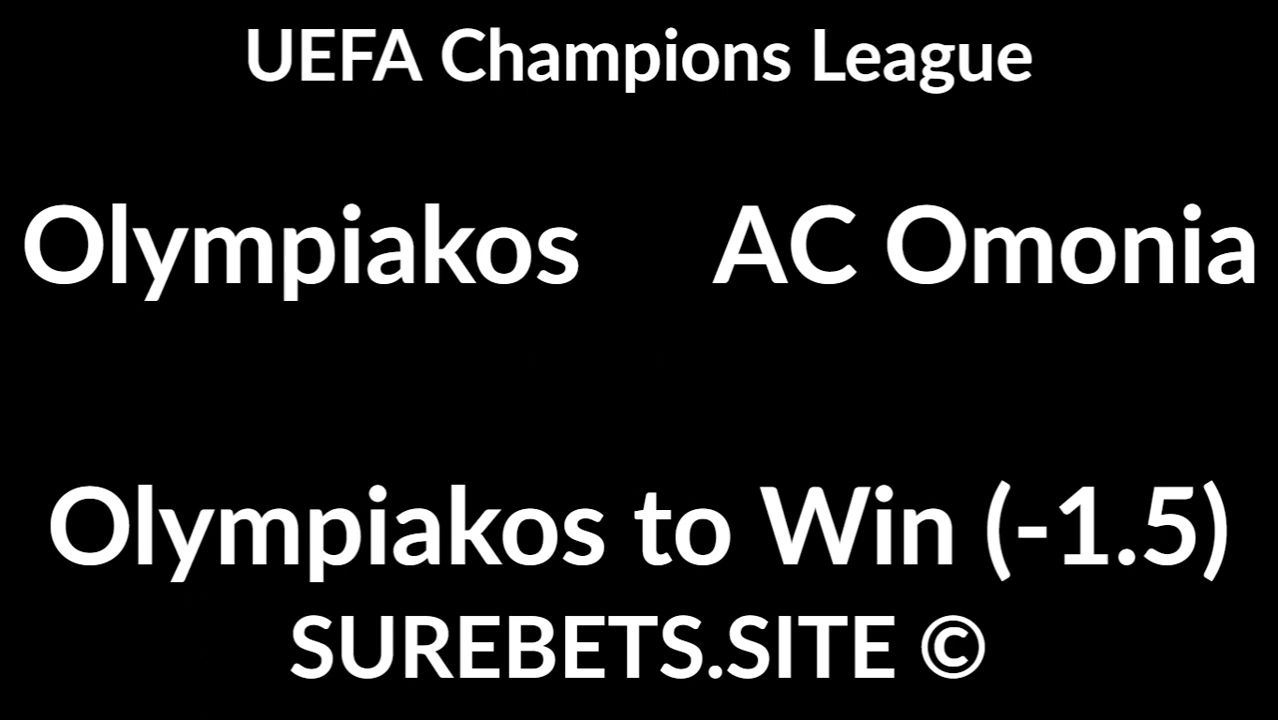 UEFA Champions League
Olympiakos AC Omonia
Olympiakos to Win (-1.5)
SUREBETS.SITE ©